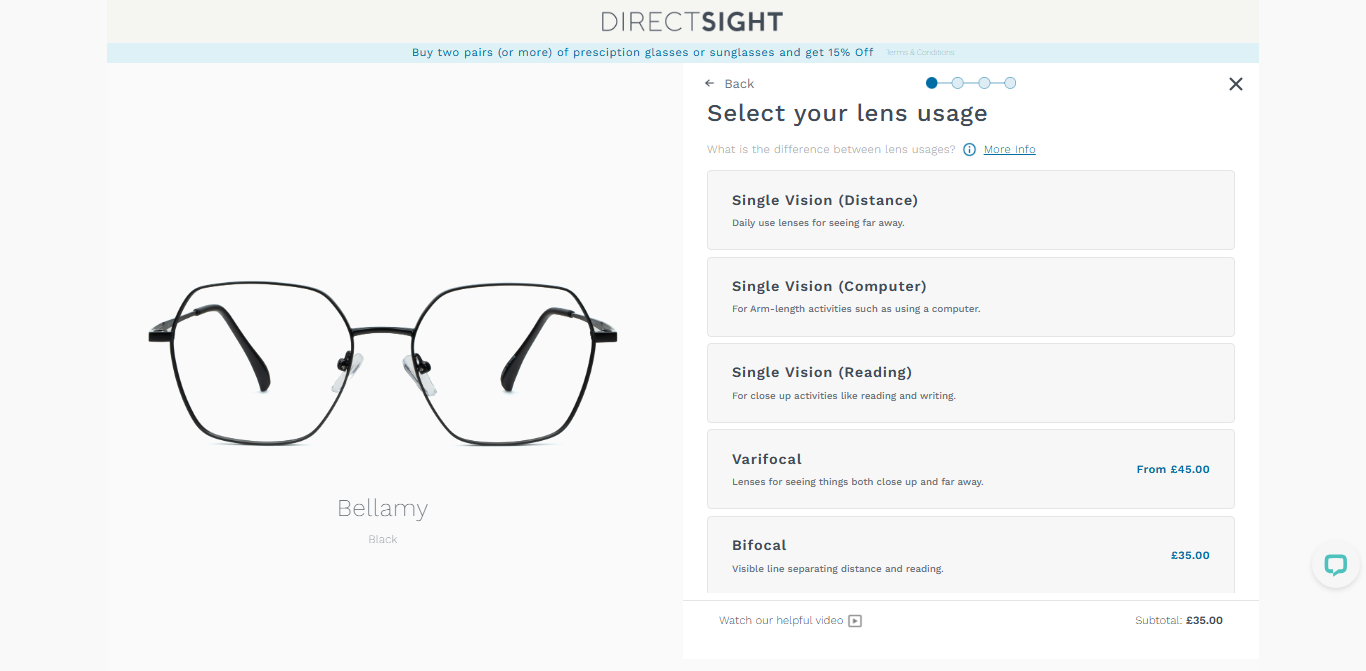 DIRECTSIGHT
Buy two pairs (or more) of presciption glasses or sunglasses and get 15% Off Terms & Conditions
Back
Select your lens usage
What is the difference between lens usages? More Info
Single Vision (Distance)
Daily use lenses for seeing far away.
Single Vision (Computer)
For Arm-length activities such as using a computer.
Single Vision (Reading)
For close up activities like reading and writing.
Varifocal
From £45.00
Lenses for seeing things both close up and far away.
Bifocal
£35.00
Visible line separating distance and reading.
Bellamy
Black
Watch our helpful video
Subtotal: £35.00